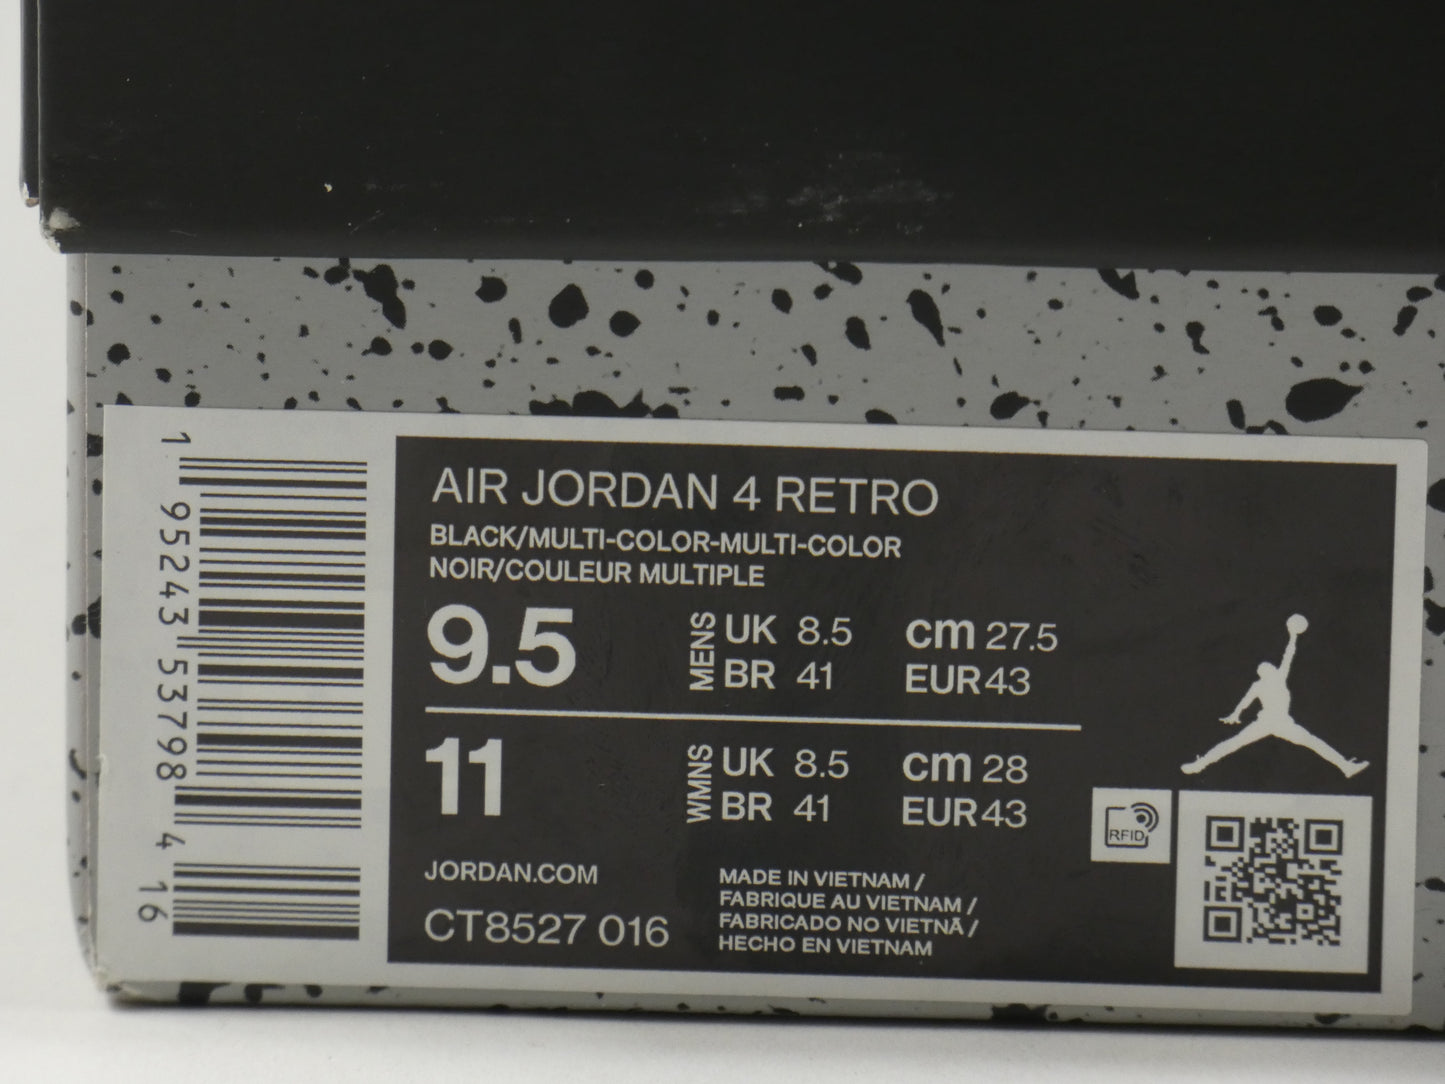 1 95243 53798 4 16
AIR JORDAN 4 RETRO
BLACK/MULTI-COLOR-MULTI-COLOR
NOIR/COULEUR MULTIPLE
9.5 MENS UK 8.5 cm 27.5
BR 41 EUR 43
11 WMNS UK 8.5 cm 28
BR 41 EUR 43
RFID
JORDAN.COM
CT8527 016
MADE IN VIETNAM /
FABRIQUE AU VIETNAM /
FABRICADO NO VIETNÃ /
HECHO EN VIETNAM